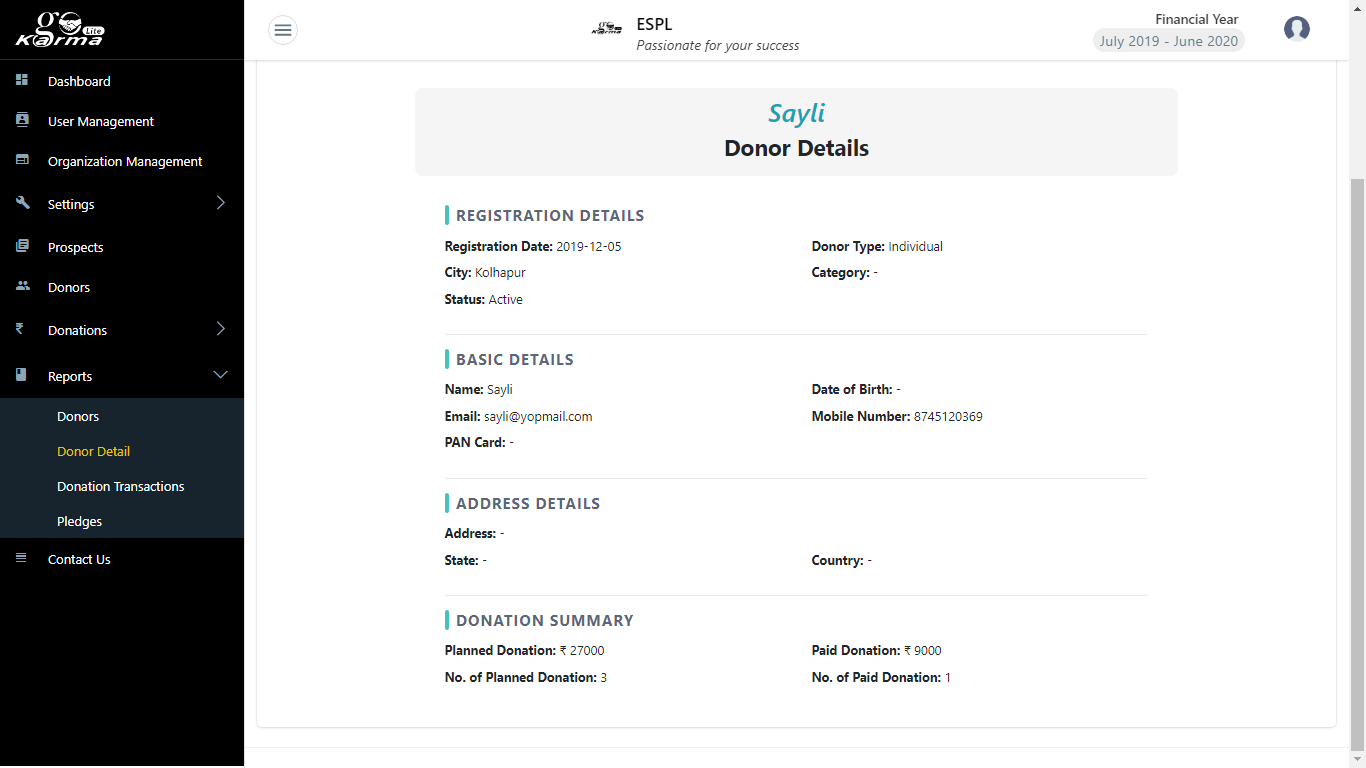 go Karma Lite
Dashboard
User Management
Organization Management
Settings
Prospects
Donors
Donations
Reports
Donors
Donor Detail
Donation Transactions
Pledges
Contact Us
go Karma
ESPL
Passionate for your success
Financial Year
July 2019 - June 2020
Sayli
Donor Details
REGISTRATION DETAILS
Registration Date: 2019-12-05
Donor Type: Individual
City: Kolhapur
Category: -
Status: Active
BASIC DETAILS
Name: Sayli
Date of Birth: -
Email: sayli@yopmail.com
Mobile Number: 8745120369
PAN Card: -
ADDRESS DETAILS
Address: -
State: -
Country: -
DONATION SUMMARY
Planned Donation: ₹ 27000
Paid Donation: ₹ 9000
No. of Planned Donation: 3
No. of Paid Donation: 1